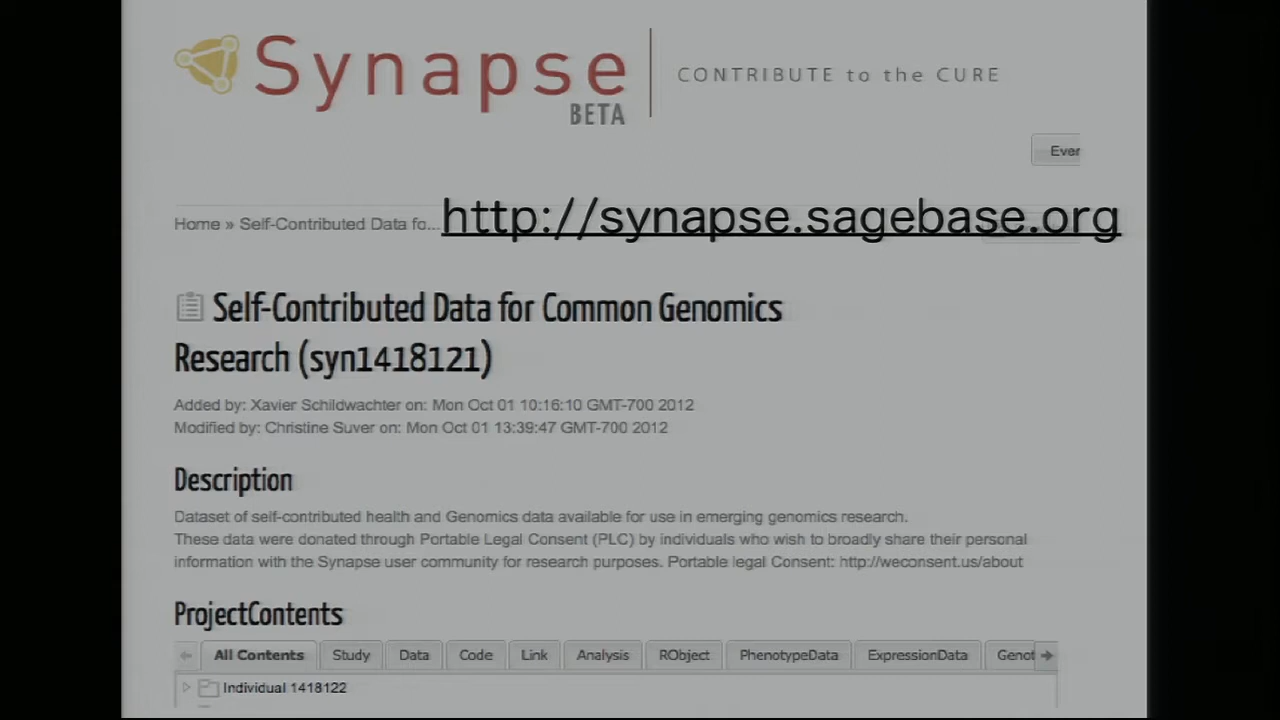 Synapse
BETA
CONTRIBUTE to the CURE
Ever
Home » Self-Contributed Data fo...
http://synapse.sagebase.org
Self-Contributed Data for Common Genomics
Research (syn1418121)
Added by: Xavier Schildwachter on: Mon Oct 01 10:16:10 GMT-700 2012
Modified by: Christine Suver on: Mon Oct 01 13:39:47 GMT-700 2012
Description
Dataset of self-contributed health and Genomics data available for use in emerging genomics research.
These data were donated through Portable Legal Consent (PLC) by individuals who wish to broadly share their personal
information with the Synapse user community for research purposes. Portable legal Consent: http://weconsent.us/about
ProjectContents
All Contents Study Data Code Link Analysis RObject PhenotypeData ExpressionData Genot
Individual 1418122